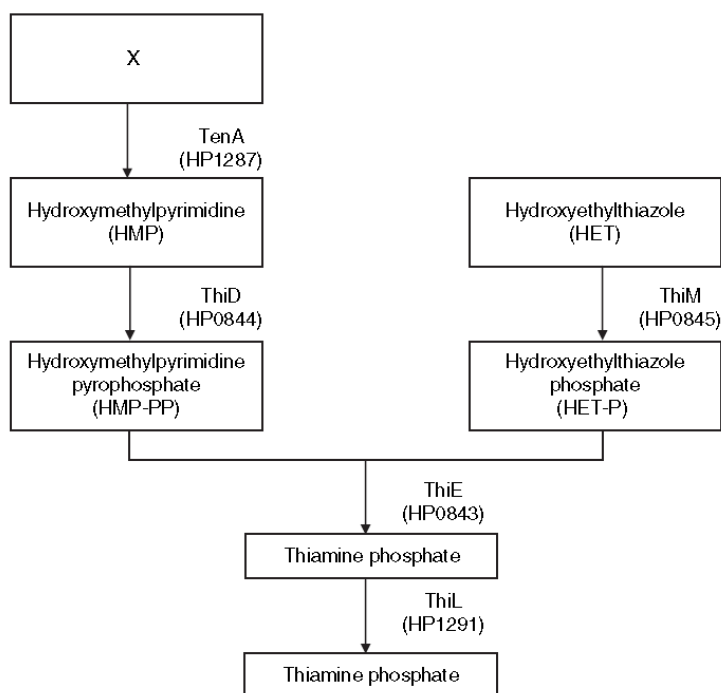 X
TenA
(HP1287)
Hydroxymethylpyrimidine
(HMP)
Hydroxyethylthiazole
(HET)
ThiD
(HP0844)
ThiM
(HP0845)
Hydroxymethylpyrimidine
pyrophosphate
(HMP-PP)
Hydroxyethylthiazole
phosphate
(HET-P)
ThiE
(HP0843)
Thiamine phosphate
ThiL
(HP1291)
Thiamine phosphate